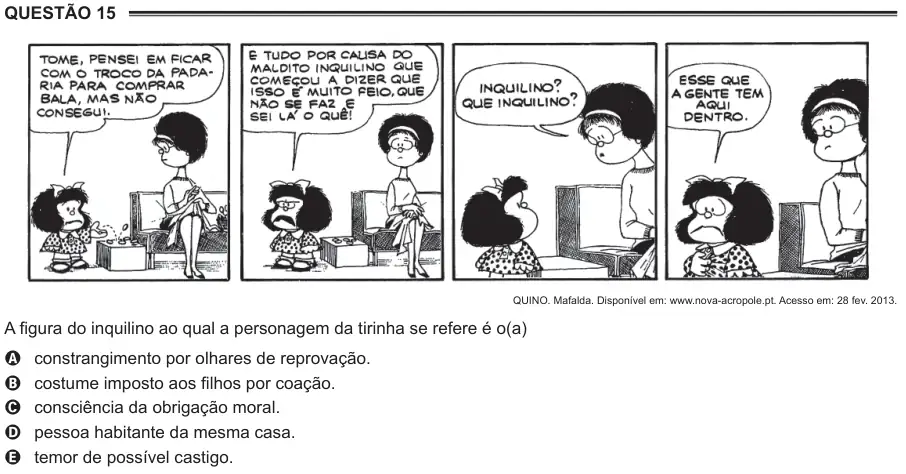 QUESTÃO 15
TOME, PENSEI EM FICAR
COM O TROCO DA PADA-
RIA PARA COMPRAR
BALA, MAS NÃO
CONSEGUI.
E TUDO POR CAUSA DO
MALDITO INQUILINO QUE
COMEÇOU A DIZER QUE
ISSO É MUITO FEIO, QUE
NÃO SE FAZ E
SEI LÁ O QUÊ!
INQUILINO?
QUE INQUILINO?
ESSE QUE
A GENTE TEM
AQUI
DENTRO.
QUINO. Mafalda. Disponível em: www.nova-acropole.pt. Acesso em: 28 fev. 2013.
A figura do inquilino ao qual a personagem da tirinha se refere é o(a)
A constrangimento por olhares de reprovação.
B costume imposto aos filhos por coação.
C consciência da obrigação moral.
D pessoa habitante da mesma casa.
E temor de possível castigo.